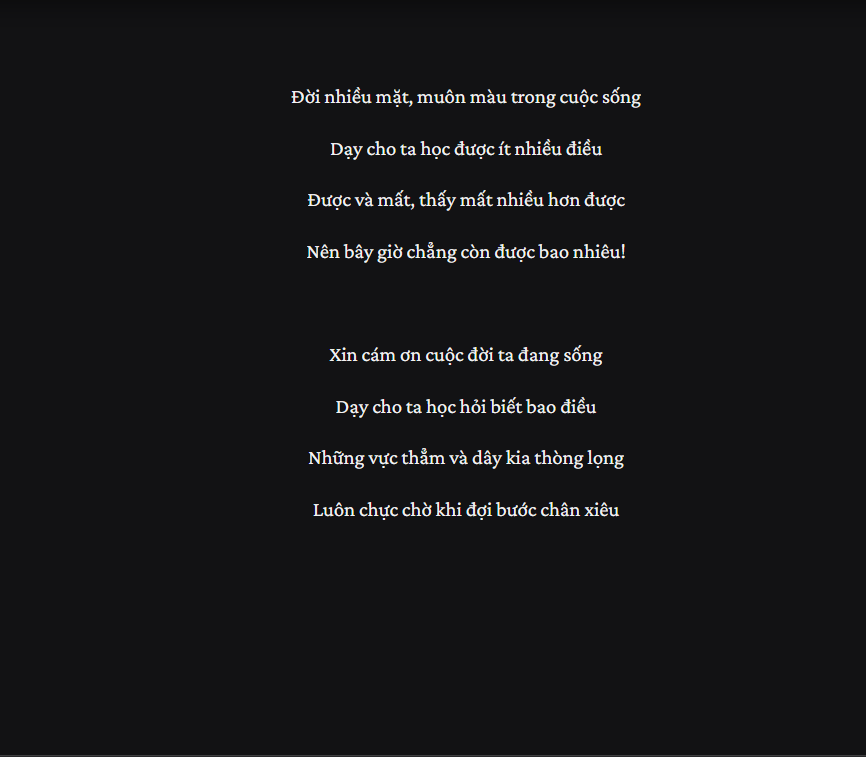 Đời nhiều mặt, muôn màu trong cuộc sống
Dạy cho ta học được ít nhiều điều
Được và mất, thấy mất nhiều hơn được
Nên bây giờ chẳng còn được bao nhiêu!
Xin cám ơn cuộc đời ta đang sống
Dạy cho ta học hỏi biết bao điều
Những vực thẳm và dây kia thòng lọng
Luôn chực chờ khi đợi bước chân xiêu